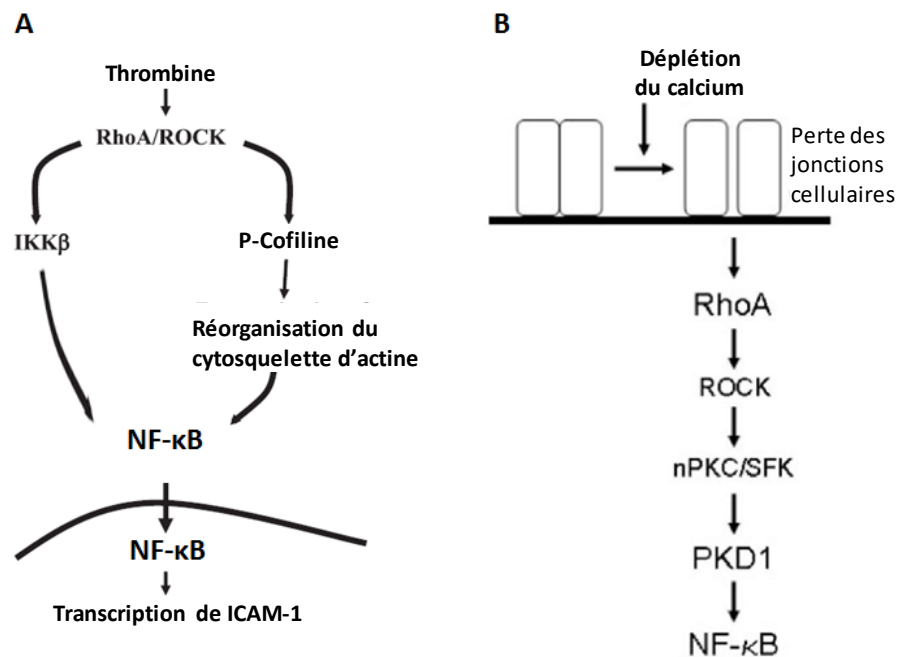 A
Thrombine
RhoA/ROCK
IKKβ
P-Cofiline
Réorganisation du
cytosquelette d'actine
NF-κB
NF-κB
Transcription de ICAM-1
B
Déplétion
du calcium
Perte des
jonctions
cellulaires
RhoA
ROCK
nPKC/SFK
PKD1
NF-κB